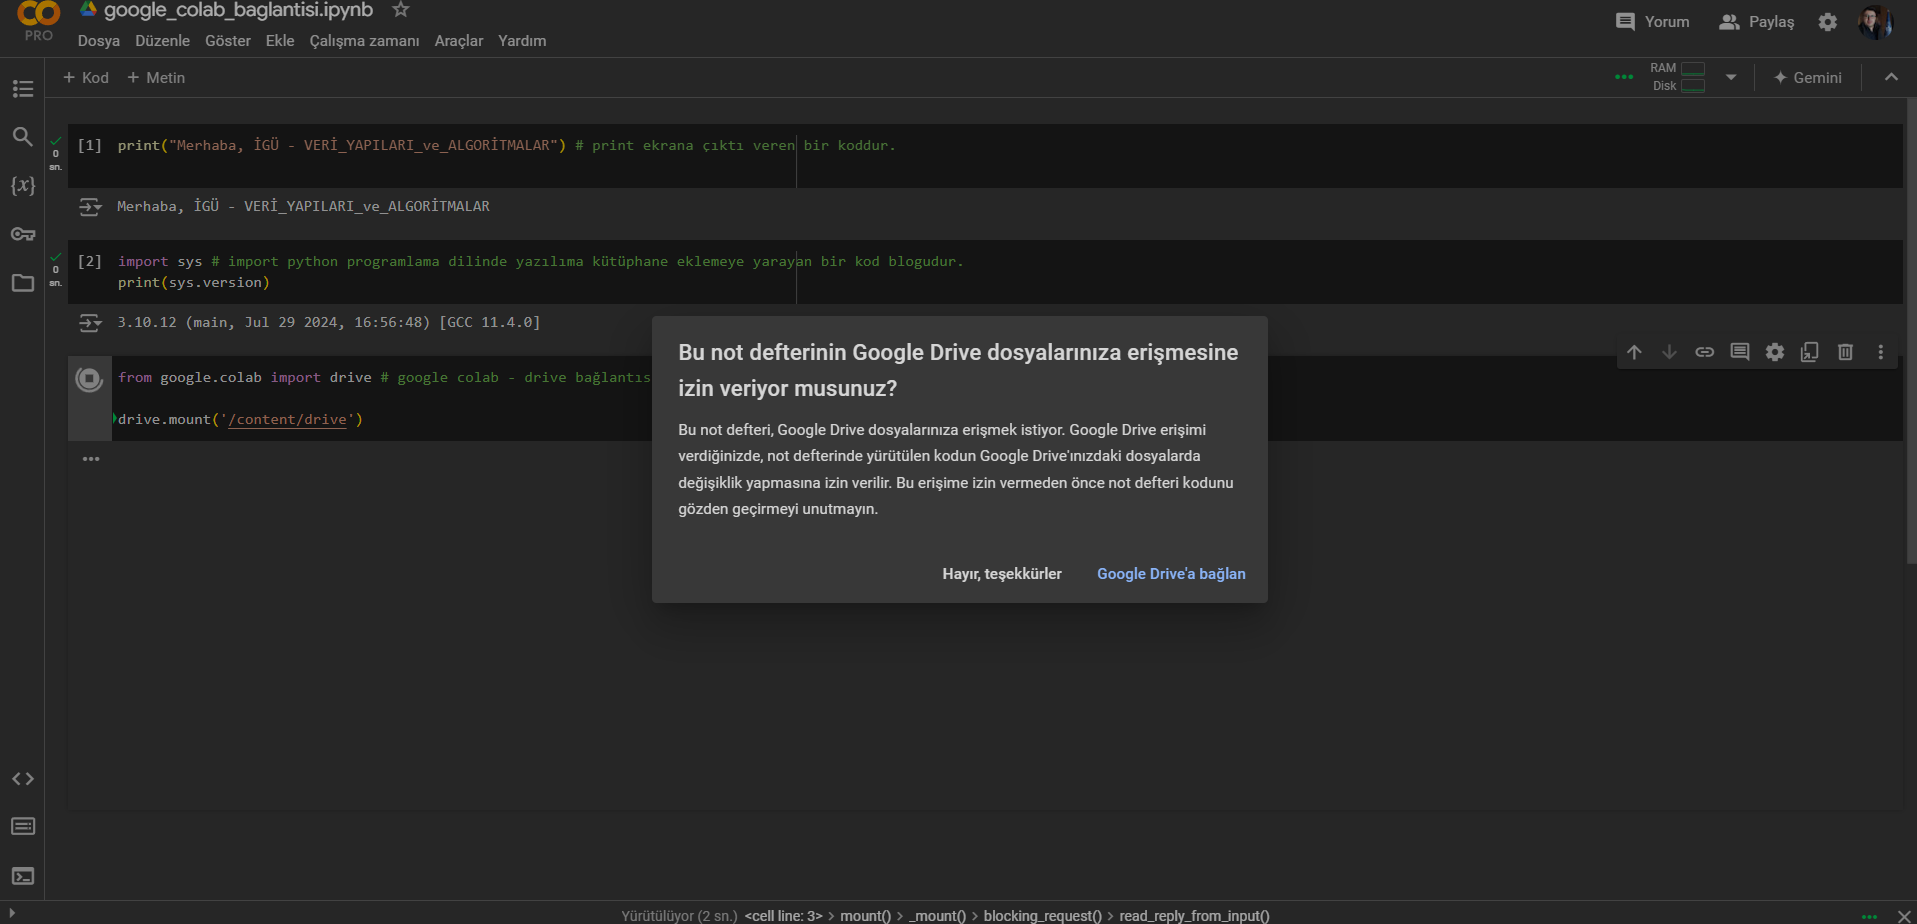 PRO
google_colab_baglantisi.ipynb
Dosya Düzenle Göster Ekle Çalışma zamanı Araçlar Yardım
Yorum Paylaş
+ Kod + Metin
RAM
Disk
Gemini
[1] print("Merhaba, İGÜ - VERİ_YAPILARI_ve_ALGORİTMALAR") # print ekrana çıktı veren bir koddur.
0
sn.
Merhaba, İGÜ - VERİ_YAPILARI_ve_ALGORİTMALAR
[2] import sys # import python programlama dilinde yazılıma kütüphane eklemeye yarayan bir kod blogudur.
0
sn.
print(sys.version)
3.10.12 (main, Jul 29 2024, 16:56:48) [GCC 11.4.0]
from google.colab import drive # google colab - drive bağlantıs
drive.mount('/content/drive')
Bu not defterinin Google Drive dosyalarınıza erişmesine
izin veriyor musunuz?
Bu not defteri, Google Drive dosyalarınıza erişmek istiyor. Google Drive erişimi
verdiğinizde, not defterinde yürütülen kodun Google Drive'ınızdaki dosyalarda
değişiklik yapmasına izin verilir. Bu erişime izin vermeden önce not defteri kodunu
gözden geçirmeyi unutmayın.
Hayır, teşekkürler Google Drive'a bağlan
Yürütülüyor (2 sn.) <cell line: 3> > mount() > _mount() > blocking_request() > read_reply_from_input()